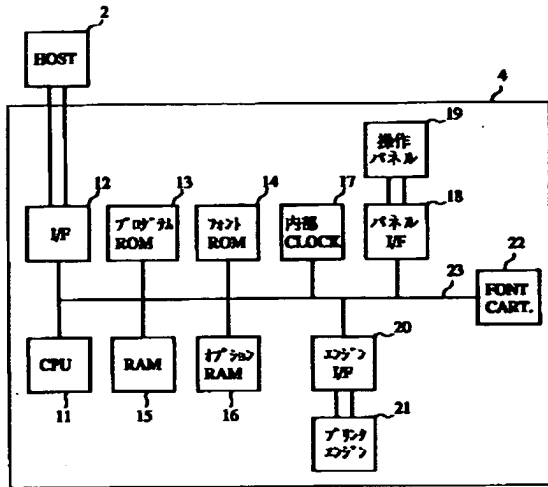 2
HOST
4
19
操作
パネル
12
13
14
17
18
I/F
プログラム
ROM
フォント
ROM
内部
CLOCK
パネル
I/F
22
23
FONT
CART.
20
CPU
RAM
オプション
RAM
エンジン
I/F
11
15
16
21
プリンタ
エンジン